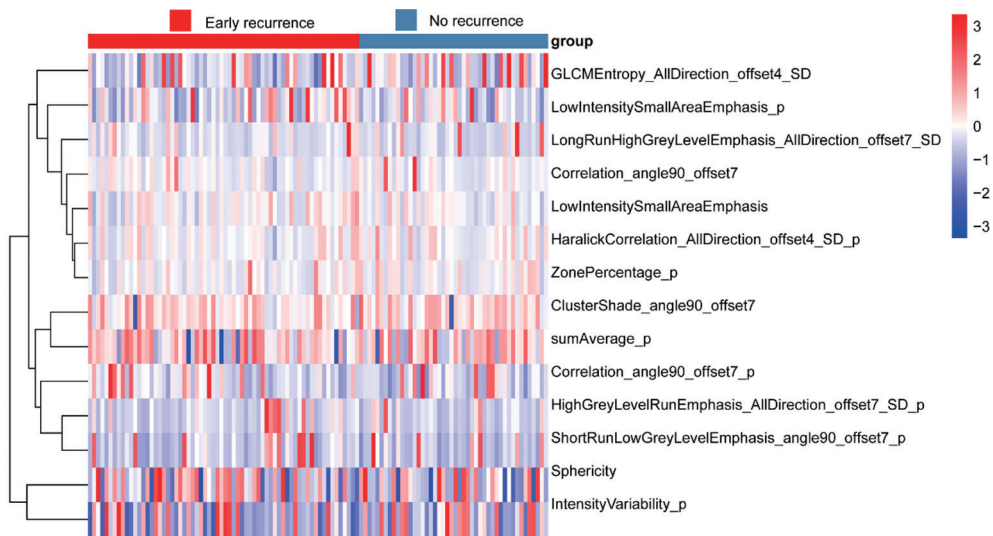 Early recurrence
No recurrence
group
GLCMEntropy_AllDirection_offset4_SD
LowIntensitySmallAreaEmphasis_p
LongRunHighGreyLevelEmphasis_AllDirection_offset7_SD
Correlation_angle90_offset7
LowIntensitySmallAreaEmphasis
HaralickCorrelation_AllDirection_offset4_SD_p
ZonePercentage_p
ClusterShade_angle90_offset7
sumAverage_p
Correlation_angle90_offset7_p
HighGreyLevelRunEmphasis_AllDirection_offset7_SD_p
ShortRunLowGreyLevelEmphasis_angle90_offset7_p
Sphericity
IntensityVariability_p
3
2
1
0
−1
−2
−3